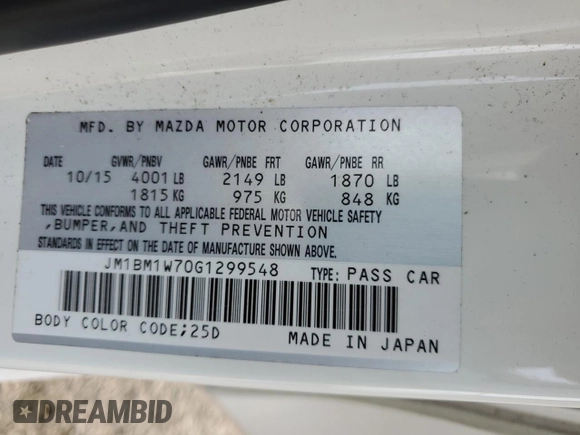 MFD. BY MAZDA MOTOR CORPORATION
DATE GVWR/PNBV GAWR/PNBE FRT GAWR/PNBE RR
10/15 4001 LB 2149 LB 1870 LB
1815 KG 975 KG 848 KG
THIS VEHICLE CONFORMS TO ALL APPLICABLE FEDERAL MOTOR VEHICLE SAFETY
,BUMPER,AND THEFT PREVENTION
STANDARDS IN EFFECT ON THE DATE OF MANUFACTURE SHOWN ABOVE.
JM1BM1W70G1299548 TYPE: PASS CAR
BODY COLOR CODE;25D MADE IN JAPAN
DREAMBID